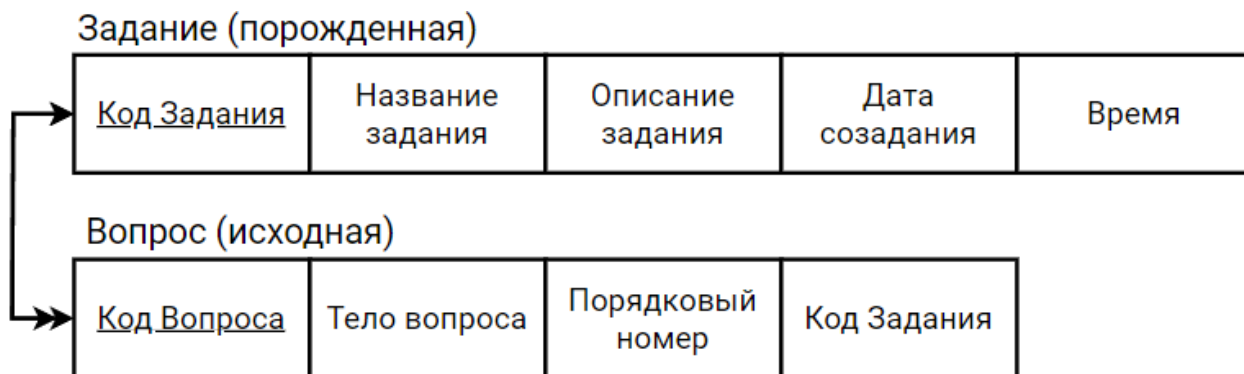 Задание (порожденная)
Код Задания
Название
задания
Описание
задания
Дата
созадания
Время
Вопрос (исходная)
Код Вопроса
Тело вопроса
Порядковый
номер
Код Задания